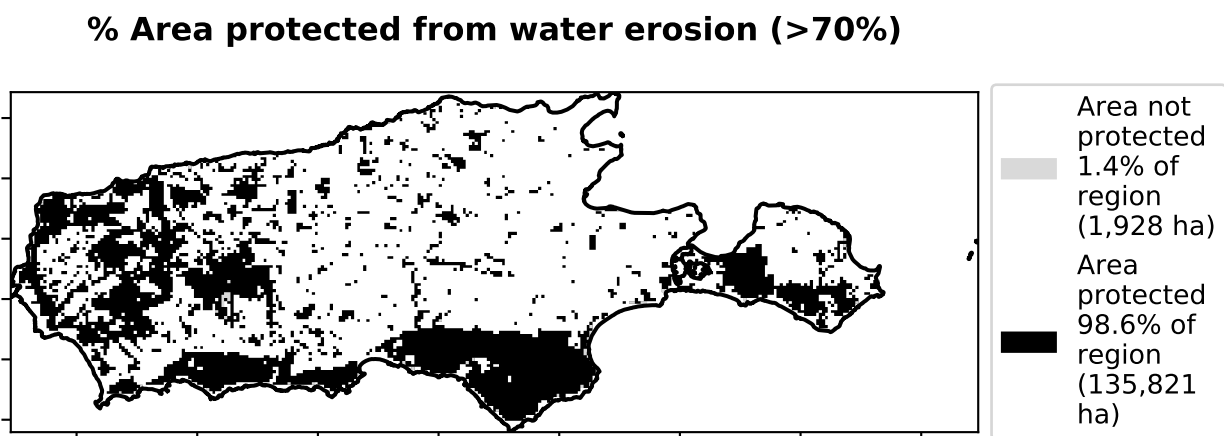 % Area protected from water erosion (>70%)
Area not
protected
1.4% of
region
(1,928 ha)
Area
protected
98.6% of
region
(135,821
ha)